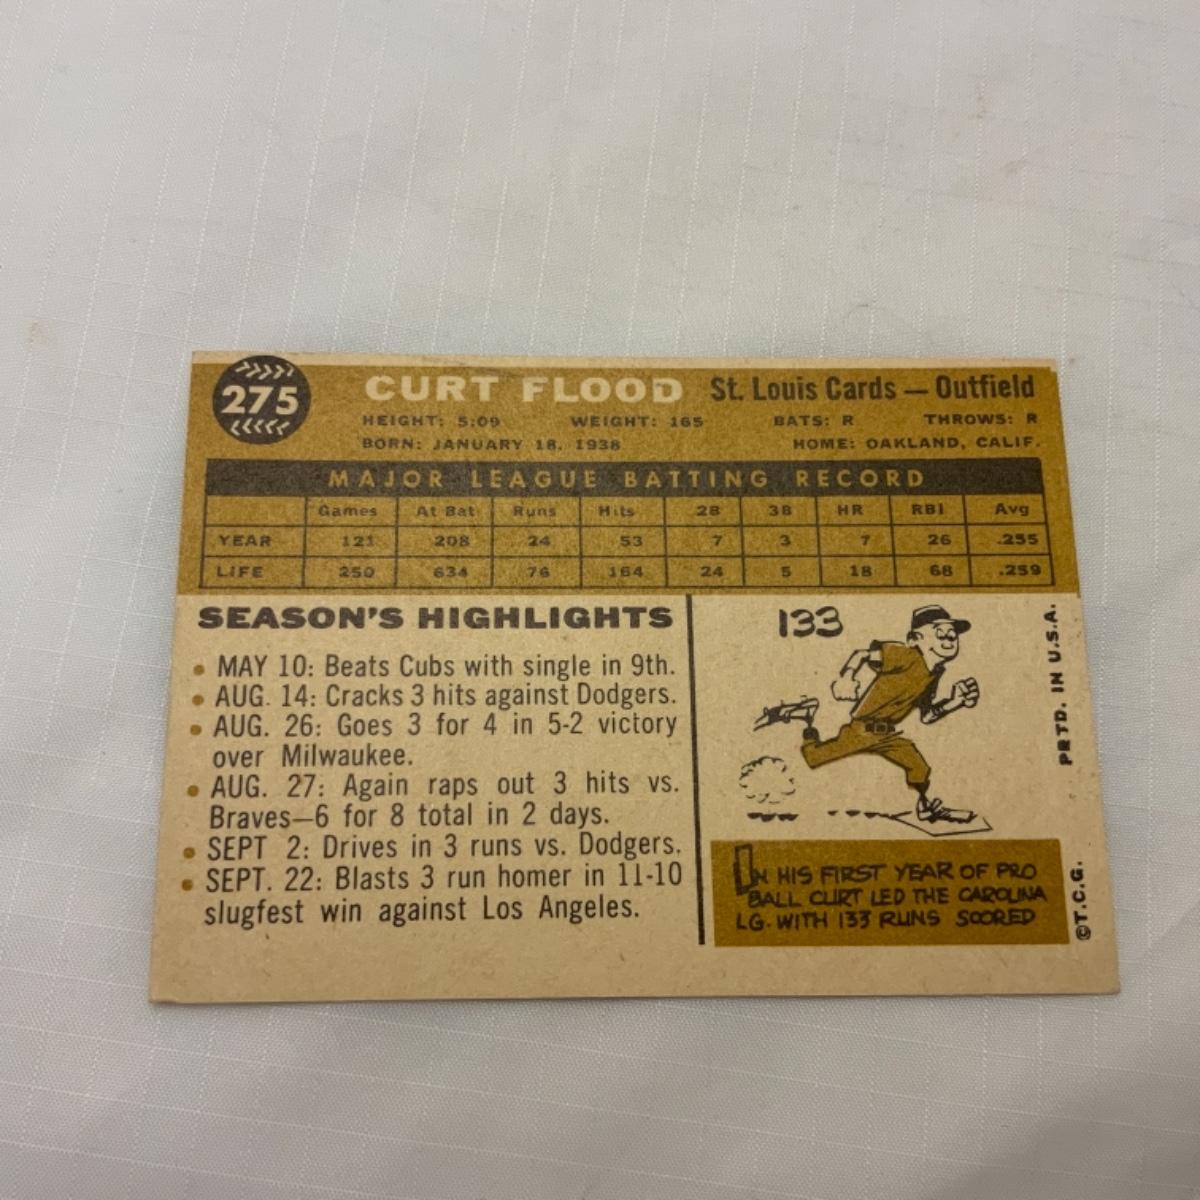 275
CURT FLOOD St. Louis Cards — Outfield
HEIGHT: 5:09 WEIGHT: 165 BATS: R THROWS: R
BORN: JANUARY 18, 1938 HOME: OAKLAND, CALIF.
MAJOR LEAGUE BATTING RECORD
Games At Bat Runs Hits 2B 3B HR RBI Avg
YEAR 121 208 24 53 7 3 7 26 .255
LIFE 250 634 76 164 24 5 18 68 .259
SEASON'S HIGHLIGHTS
• MAY 10: Beats Cubs with single in 9th.
• AUG. 14: Cracks 3 hits against Dodgers.
• AUG. 26: Goes 3 for 4 in 5-2 victory
over Milwaukee.
• AUG. 27: Again raps out 3 hits vs.
Braves—6 for 8 total in 2 days.
• SEPT 2: Drives in 3 runs vs. Dodgers.
• SEPT. 22: Blasts 3 run homer in 11-10
slugfest win against Los Angeles.
133
IN HIS FIRST YEAR OF PRO
BALL CURT LED THE CAROLINA
LG. WITH 133 RUNS SCORED
©T.C.G. PRTD. IN U.S.A.